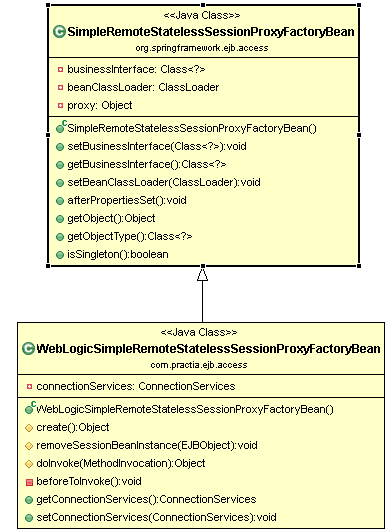 <<Java Class>>
SimpleRemoteStatelessSessionProxyFactoryBean
org.springframework.ejb.access
businessInterface: Class<?>
beanClassLoader: ClassLoader
proxy: Object
SimpleRemoteStatelessSessionProxyFactoryBean()
setBusinessInterface(Class<?>):void
getBusinessInterface():Class<?>
setBeanClassLoader(ClassLoader):void
afterPropertiesSet():void
getObject():Object
getObjectType():Class<?>
isSingleton():boolean
<<Java Class>>
WebLogicSimpleRemoteStatelessSessionProxyFactoryBean
com.practia.ejb.access
connectionServices: ConnectionServices
WebLogicSimpleRemoteStatelessSessionProxyFactoryBean()
create():Object
removeSessionBeanInstance(EJBObject):void
doInvoke(MethodInvocation):Object
beforeToInvoke():void
getConnectionServices():ConnectionServices
setConnectionServices(ConnectionServices):void